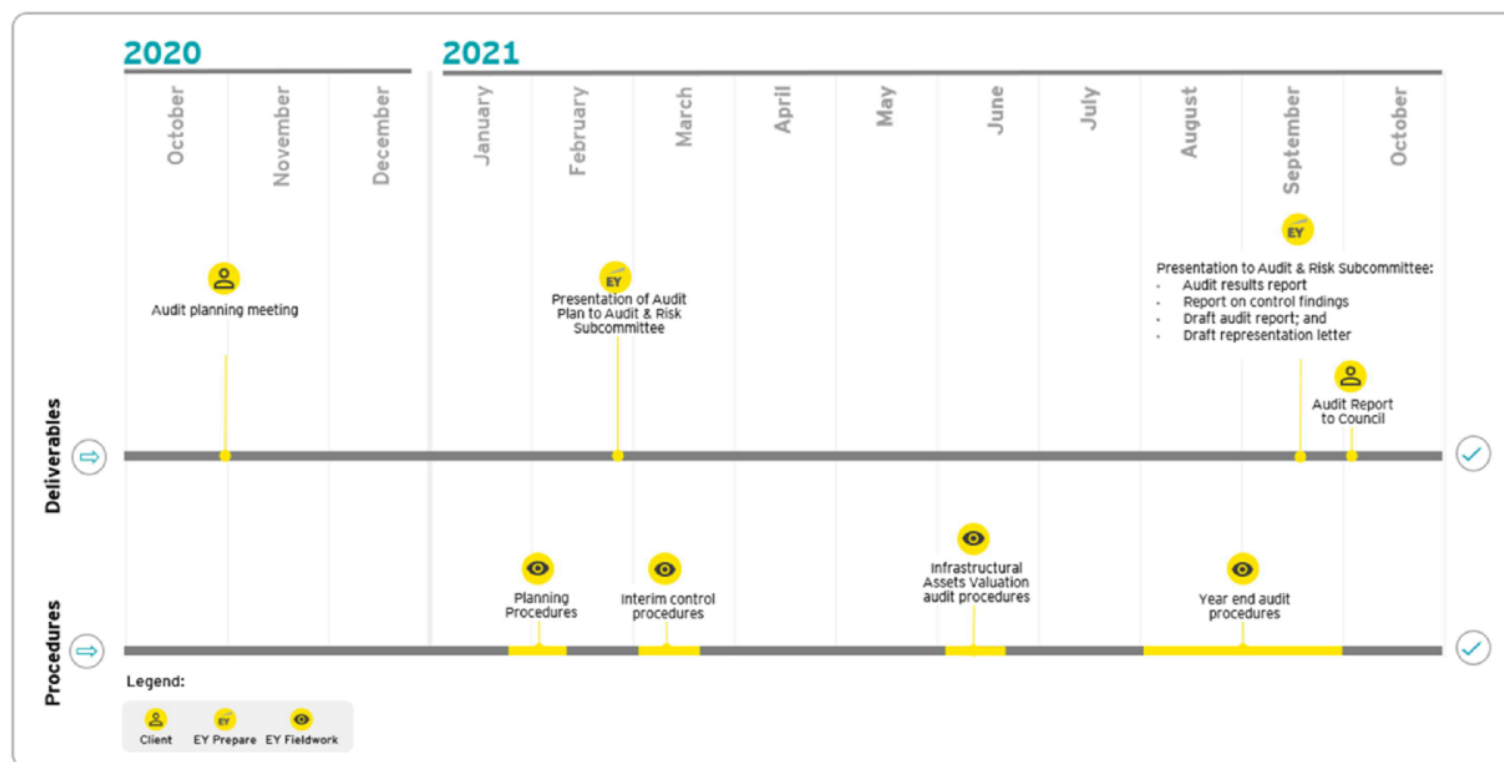 2020
2021
October
November
December
January
February
March
April
May
June
July
August
September
October
EY
EY
Presentation to Audit & Risk Subcommittee:
· Audit results report
· Report on control findings
· Draft audit report; and
· Draft representation letter
Audit planning meeting
Presentation of Audit
Plan to Audit & Risk
Subcommittee
Audit Report
to Council
Deliverables
Planning
Procedures
Interim control
procedures
Infrastructural
Assets Valuation
audit procedures
Year end audit
procedures
Procedures
Legend:
EY
Client
EY Prepare
EY Fieldwork